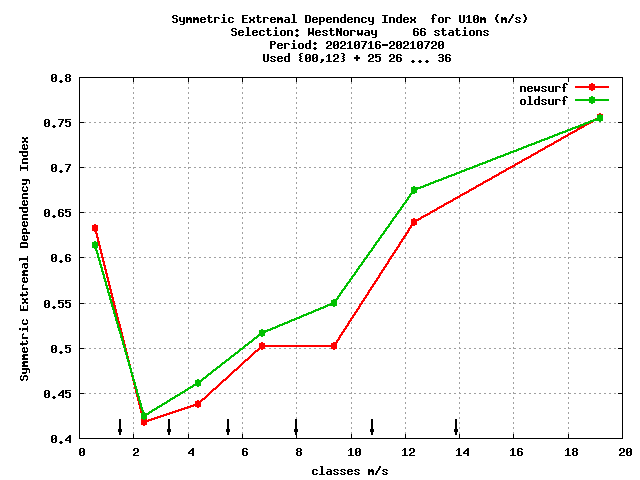 Symmetric Extremal Dependency Index  for U10m (m/s)
Selection: WestNorway     66 stations
Period: 20210716-20210720
Used {00,12} + 25 26 ... 36
newsurf
oldsurf
Symmetric Extremal Dependency Index
0.8
0.75
0.7
0.65
0.6
0.55
0.5
0.45
0.4
0 2 4 6 8 10 12 14 16 18 20
classes m/s